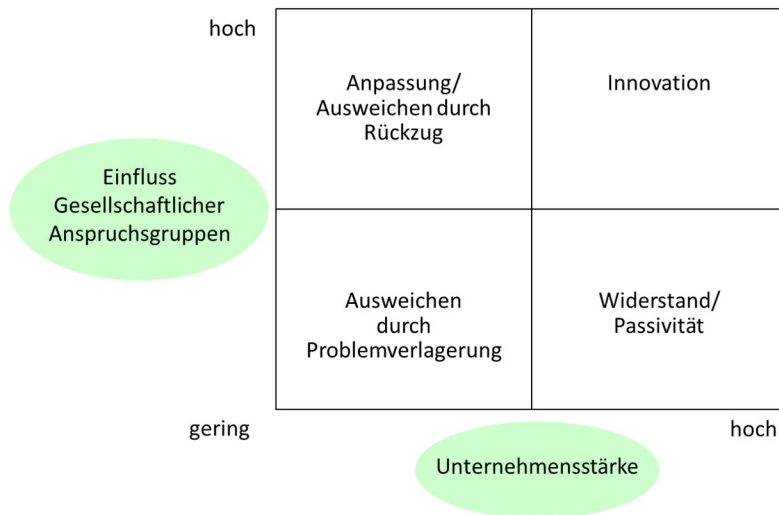 hoch
Anpassung/
Ausweichen durch
Rückzug
Innovation
Einfluss
Gesellschaftlicher
Anspruchsgruppen
Ausweichen
durch
Problemverlagerung
Widerstand/
Passivität
gering
hoch
Unternehmensstärke